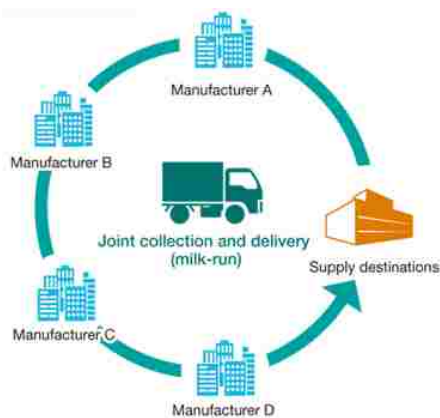 Manufacturer A
Manufacturer B
Joint collection and delivery
(milk-run)
Supply destinations
Manufacturer C
Manufacturer D